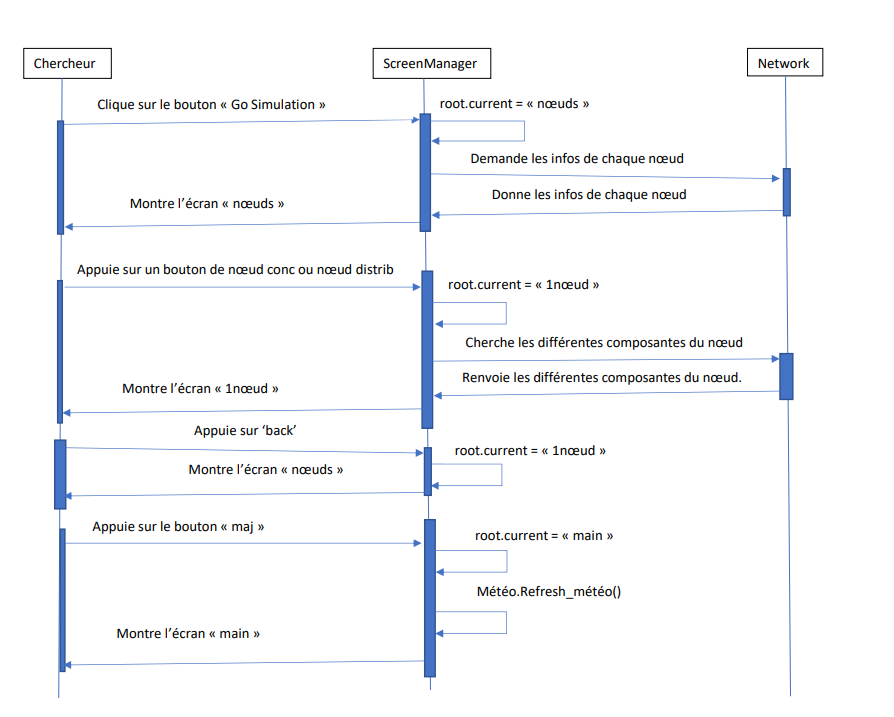 Chercheur
ScreenManager
Network
Clique sur le bouton « Go Simulation »
root.current = « nœuds »
Demande les infos de chaque nœud
Donne les infos de chaque nœud
Montre l’écran « nœuds »
Appuie sur un bouton de nœud conc ou nœud distrib
root.current = « 1nœud »
Cherche les différentes composantes du nœud
Renvoie les différentes composantes du nœud.
Montre l’écran « 1nœud »
Appuie sur ‘back’
root.current = « 1nœud »
Montre l’écran « nœuds »
Appuie sur le bouton « maj »
root.current = « main »
Météo.Refresh_météo()
Montre l’écran « main »